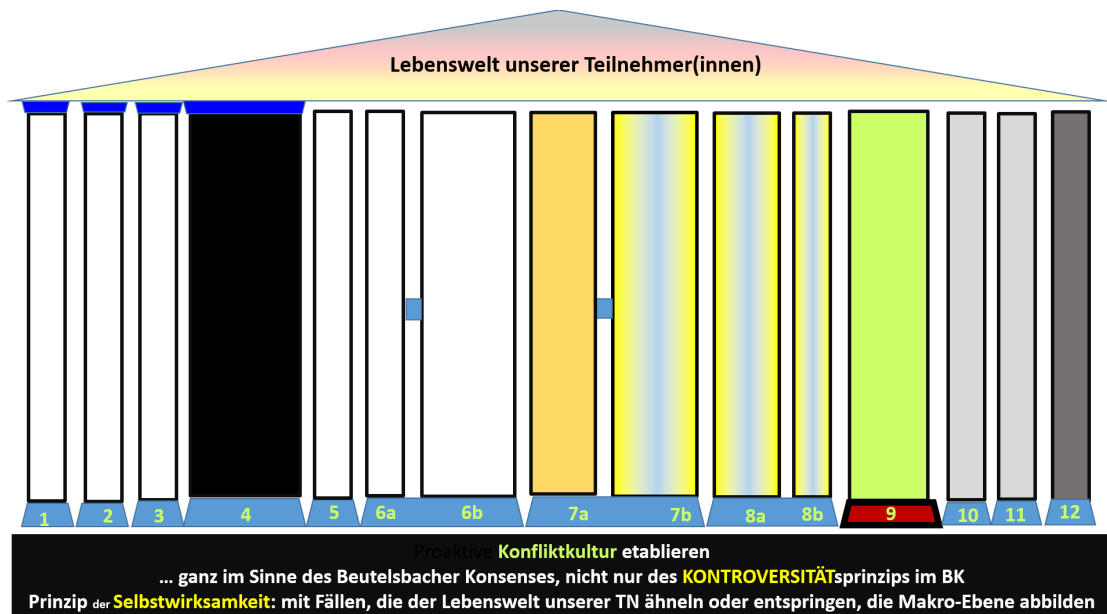 Lebenswelt unserer Teilnehmer(innen)
1 2 3 4 5 6a 6b 7a 7b 8a 8b 9 10 11 12
Proaktive Konfliktkultur etablieren
... ganz im Sinne des Beutelsbacher Konsenses, nicht nur des KONTROVERSITÄTsprinzips im BK
Prinzip der Selbstwirksamkeit: mit Fällen, die der Lebenswelt unserer TN ähneln oder entspringen, die Makro-Ebene abbilden